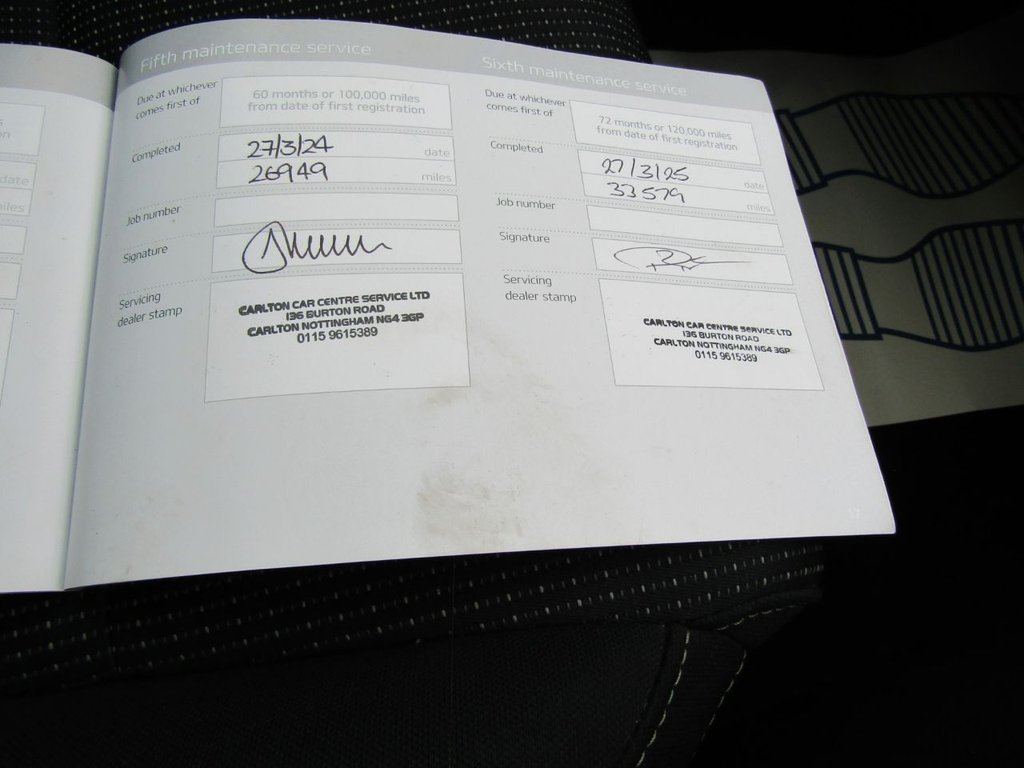 Fifth maintenance service
Due at whichever
comes first of
60 months or 100,000 miles
from date of first registration
Completed
27/3/24 date
26949 miles
Job number
Signature
Servicing
dealer stamp
CARLTON CAR CENTRE SERVICE LTD
136 BURTON ROAD
CARLTON NOTTINGHAM NG4 3GP
0115 9615389
Sixth maintenance service
Due at whichever
comes first of
72 months or 120,000 miles
from date of first registration
Completed
27/3/25 date
33579 miles
Job number
Signature
Servicing
dealer stamp
CARLTON CAR CENTRE SERVICE LTD
136 BURTON ROAD
CARLTON NOTTINGHAM NG4 3GP
0115 9615389
date